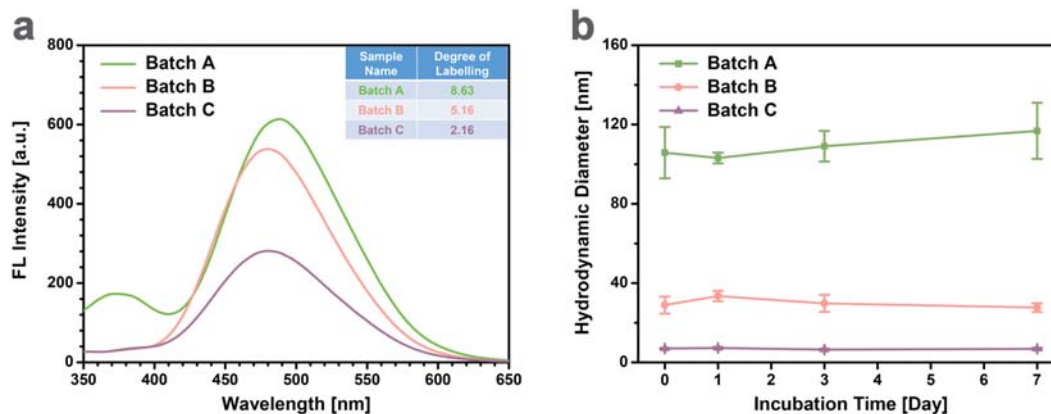 a
FL Intensity [a.u.]
800
600
400
200
0
350 400 450 500 550 600 650
Wavelength [nm]
Batch A
Batch B
Batch C
Sample Name Degree of Labelling
Batch A 8.63
Batch B 5.16
Batch C 2.16
b
Hydrodynamic Diameter [nm]
160
120
80
40
0
0 1 2 3 4 5 6 7
Incubation Time [Day]
Batch A
Batch B
Batch C